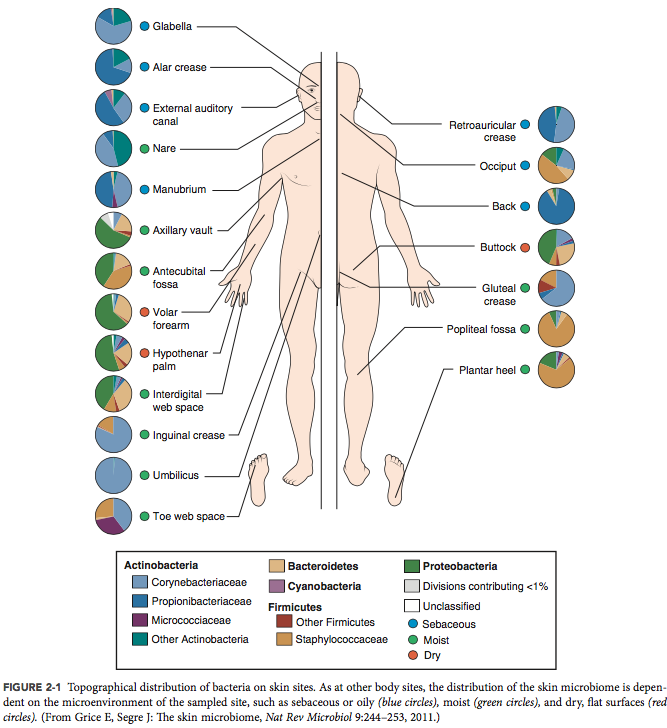 Glabella
Alar crease
External auditory
canal
Nare
Manubrium
Axillary vault
Antecubital
fossa
Volar
forearm
Hypothenar
palm
Interdigital
web space
Inguinal crease
Umbilicus
Toe web space
Retroauricular
crease
Occiput
Back
Buttock
Gluteal
crease
Popliteal fossa
Plantar heel
Actinobacteria
Corynebacteriaceae
Propionibacteriaceae
Micrococciaceae
Other Actinobacteria
Bacteroidetes
Cyanobacteria
Firmicutes
Other Firmicutes
Staphylococcaceae
Proteobacteria
Divisions contributing <1%
Unclassified
Sebaceous
Moist
Dry
FIGURE 2-1 Topographical distribution of bacteria on skin sites. As at other body sites, the distribution of the skin microbiome is depen-
dent on the microenvironment of the sampled site, such as sebaceous or oily (blue circles), moist (green circles), and dry, flat surfaces (red
circles). (From Grice E, Segre J: The skin microbiome, Nat Rev Microbiol 9:244–253, 2011.)